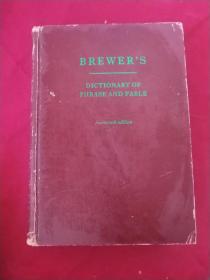 BREWER'S
DICTIONARY OF
PHRASE AND FABLE
edition